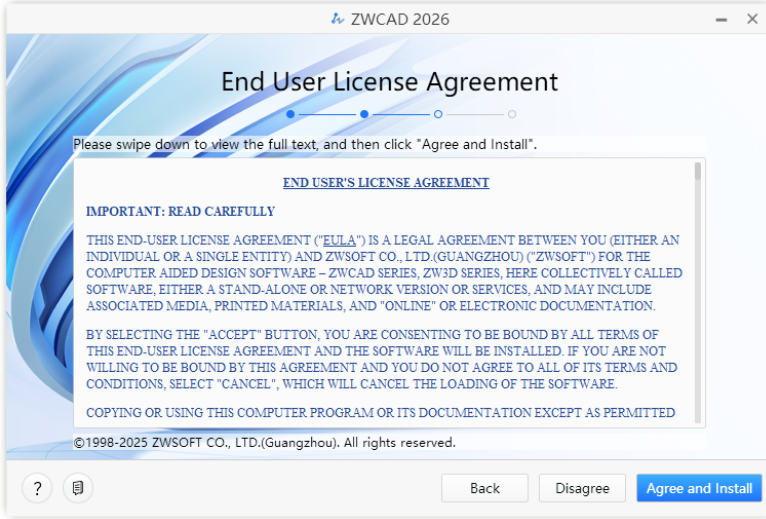 ZWCAD 2026
End User License Agreement
Please swipe down to view the full text, and then click "Agree and Install".
END USER'S LICENSE AGREEMENT
IMPORTANT: READ CAREFULLY
THIS END-USER LICENSE AGREEMENT ("EULA") IS A LEGAL AGREEMENT BETWEEN YOU (EITHER AN
INDIVIDUAL OR A SINGLE ENTITY) AND ZWSOFT CO., LTD.(GUANGZHOU) ("ZWSOFT") FOR THE
COMPUTER AIDED DESIGN SOFTWARE – ZWCAD SERIES, ZW3D SERIES, HERE COLLECTIVELY CALLED
SOFTWARE, EITHER A STAND-ALONE OR NETWORK VERSION OR SERVICES, AND MAY INCLUDE
ASSOCIATED MEDIA, PRINTED MATERIALS, AND "ONLINE" OR ELECTRONIC DOCUMENTATION.
BY SELECTING THE "ACCEPT" BUTTON, YOU ARE CONSENTING TO BE BOUND BY ALL TERMS OF
THIS END-USER LICENSE AGREEMENT AND THE SOFTWARE WILL BE INSTALLED. IF YOU ARE NOT
WILLING TO BE BOUND BY THIS AGREEMENT AND YOU DO NOT AGREE TO ALL OF ITS TERMS AND
CONDITIONS, SELECT "CANCEL", WHICH WILL CANCEL THE LOADING OF THE SOFTWARE.
COPYING OR USING THIS COMPUTER PROGRAM OR ITS DOCUMENTATION EXCEPT AS PERMITTED
©1998-2025 ZWSOFT CO., LTD.(Guangzhou). All rights reserved.
?
Back
Disagree
Agree and Install